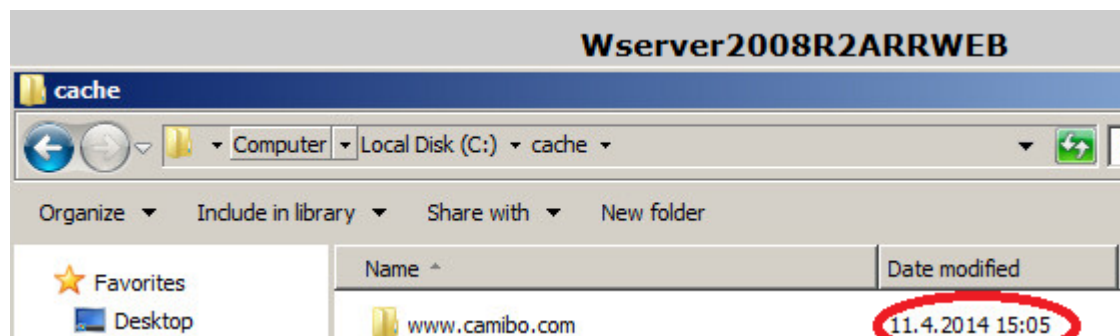 Wserver2008R2ARRWEB
cache
Computer Local Disk (C:) cache
Organize Include in library Share with New folder
Favorites
Desktop
Name Date modified
www.camibo.com 11.4.2014 15:05